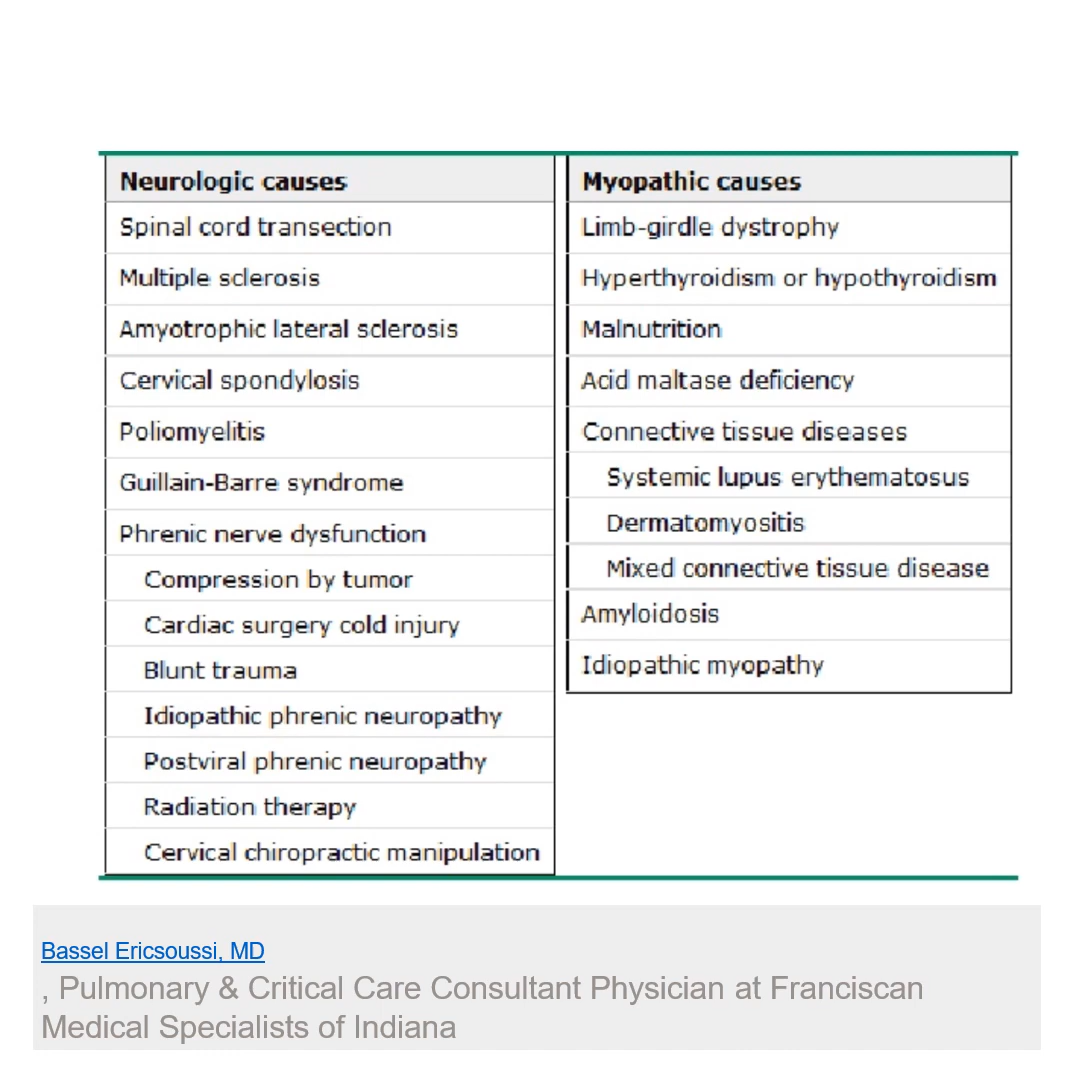 Neurologic causes
Spinal cord transection
Multiple sclerosis
Amyotrophic lateral sclerosis
Cervical spondylosis
Poliomyelitis
Guillain-Barre syndrome
Phrenic nerve dysfunction
Compression by tumor
Cardiac surgery cold injury
Blunt trauma
Idiopathic phrenic neuropathy
Postviral phrenic neuropathy
Radiation therapy
Cervical chiropractic manipulation
Myopathic causes
Limb-girdle dystrophy
Hyperthyroidism or hypothyroidism
Malnutrition
Acid maltase deficiency
Connective tissue diseases
Systemic lupus erythematosus
Dermatomyositis
Mixed connective tissue disease
Amyloidosis
Idiopathic myopathy
Bassel Ericsoussi, MD
, Pulmonary & Critical Care Consultant Physician at Franciscan
Medical Specialists of Indiana